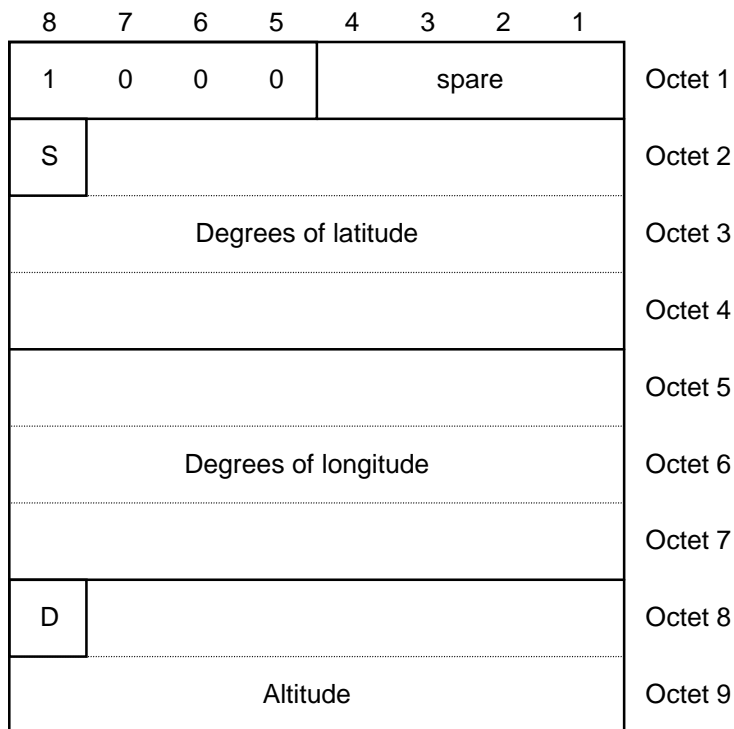 8 7 6 5 4 3 2 1
1 0 0 0 spare Octet 1
S Octet 2
Degrees of latitude Octet 3
Octet 4
Octet 5
Degrees of longitude Octet 6
Octet 7
D Octet 8
Altitude Octet 9